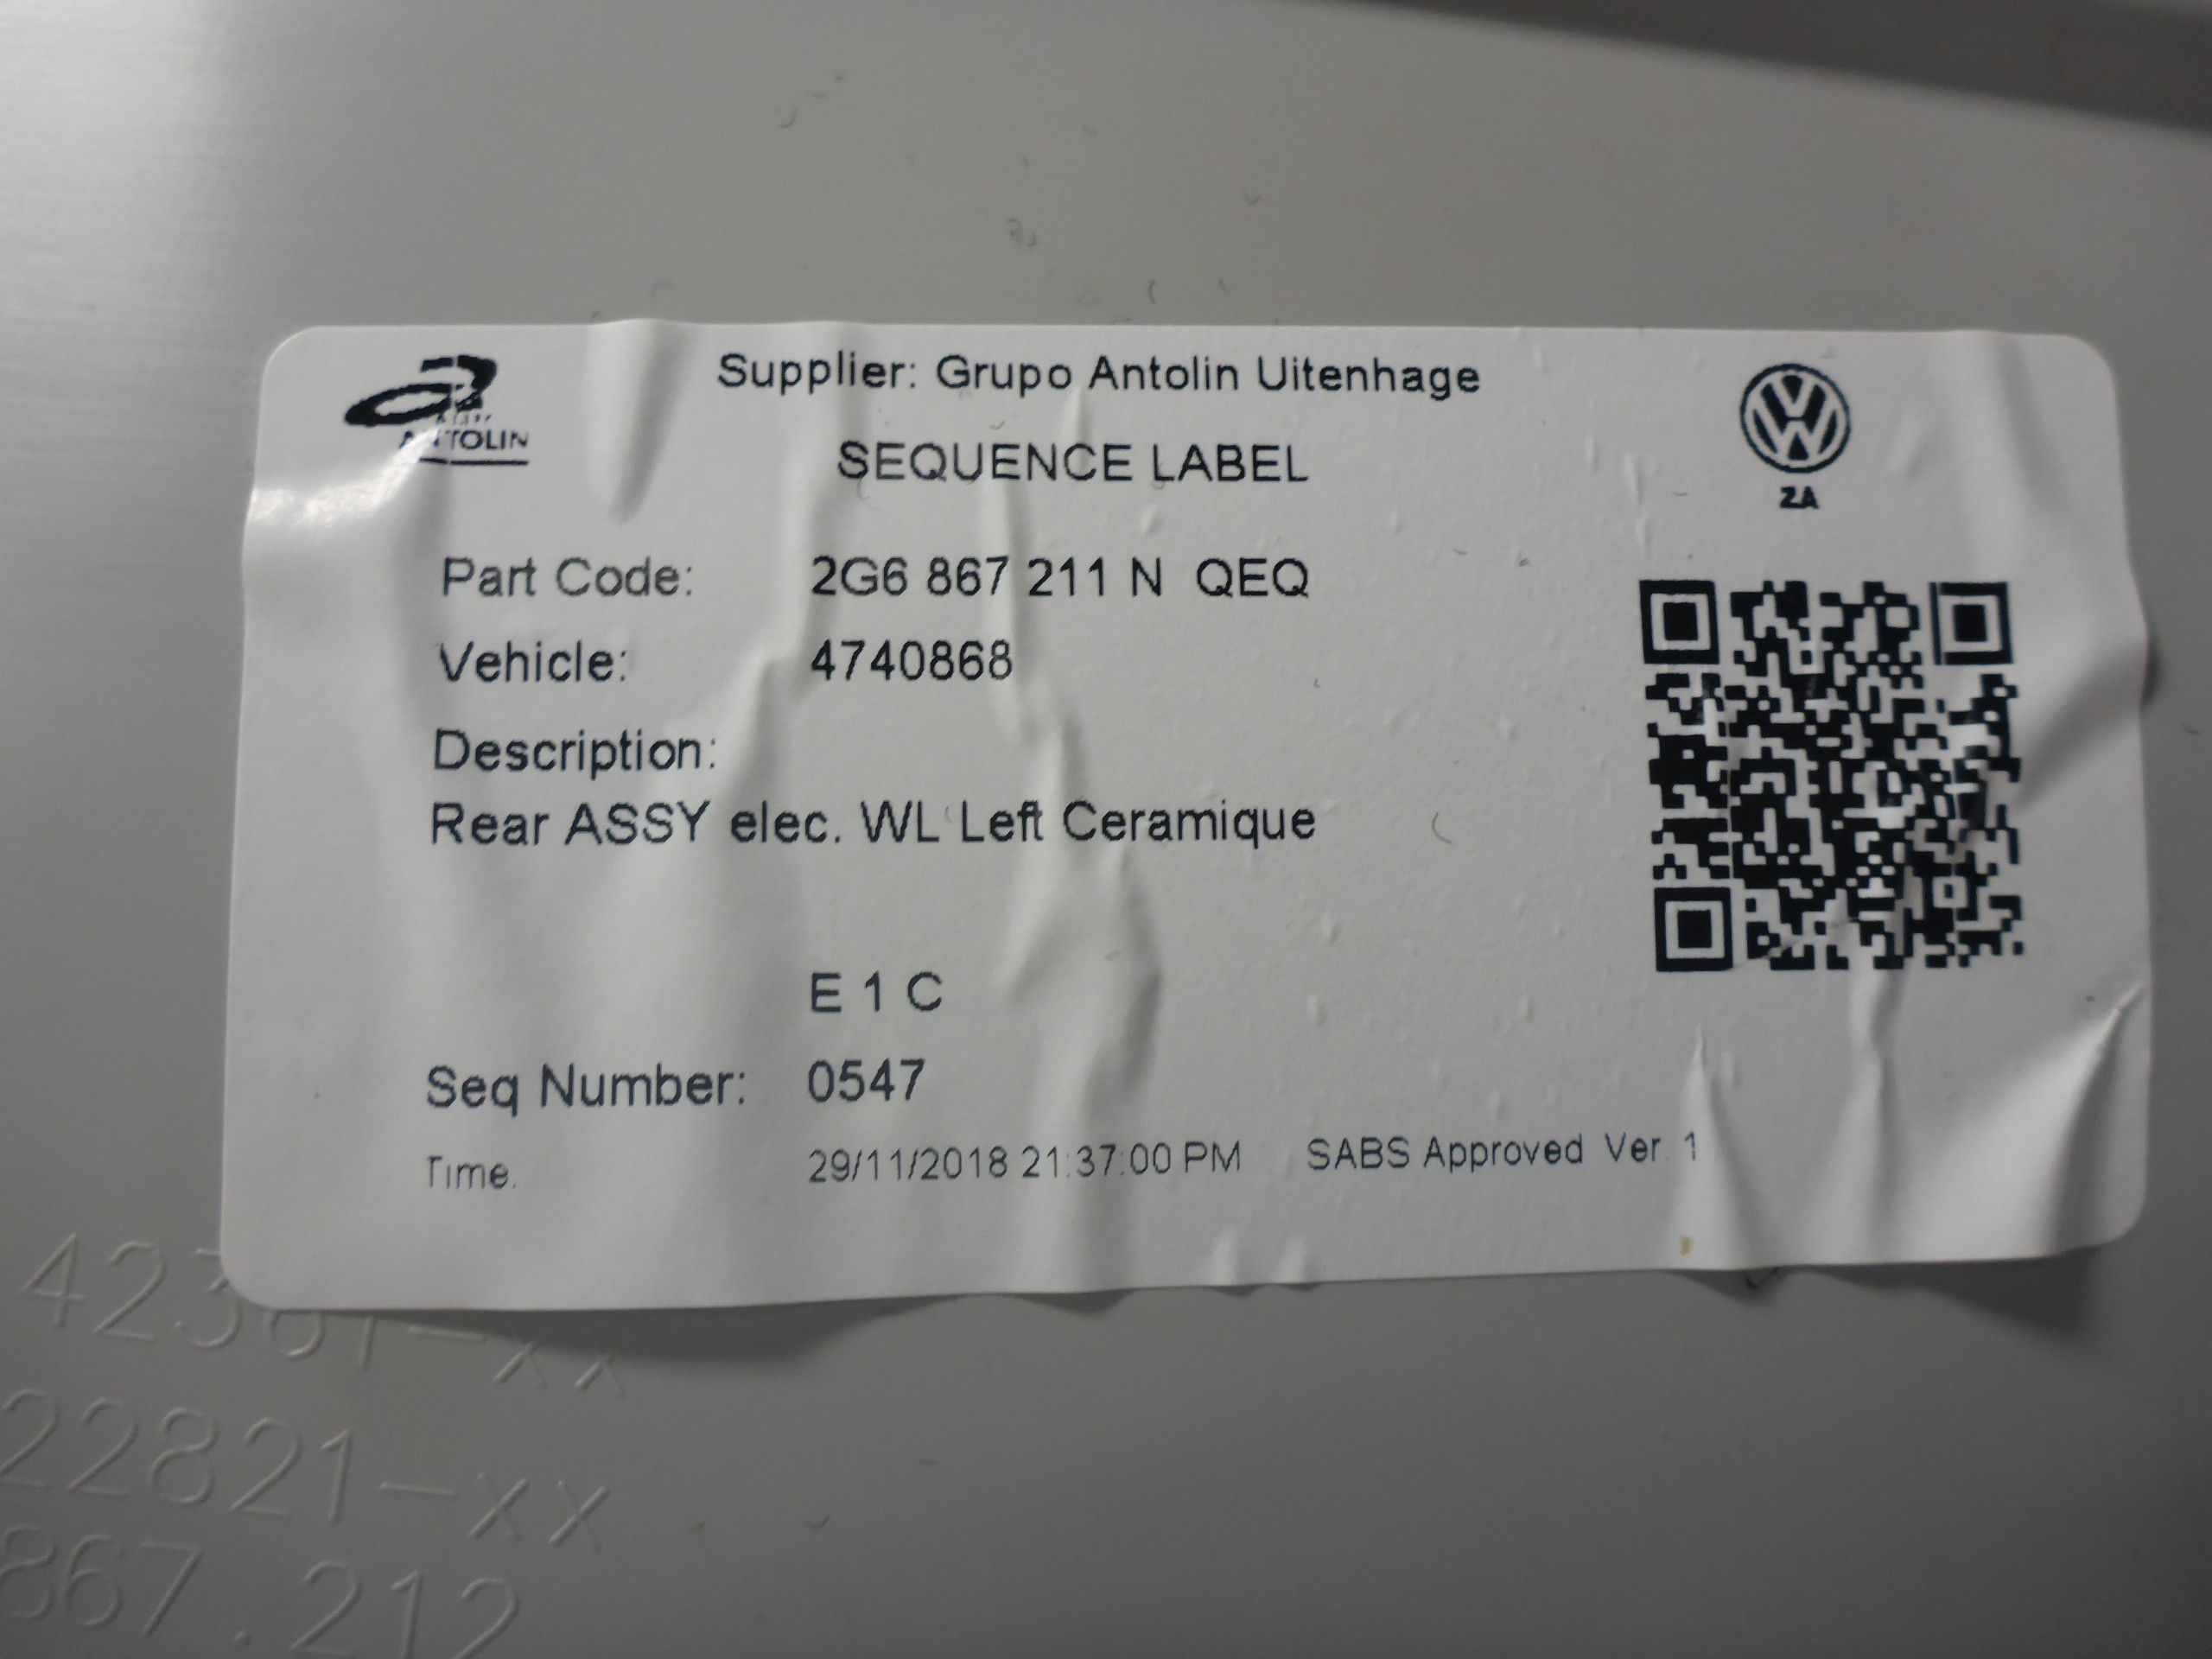 ANTOLIN
Supplier: Grupo Antolin Uitenhage
SEQUENCE LABEL
ZA
Part Code: 2G6 867 211 N QEQ
Vehicle: 4740868
Description:
Rear ASSY elec. WL Left Ceramique
E 1 C
Seq Number: 0547
Time. 29/11/2018 21:37:00 PM SABS Approved Ver. 1
22821-xx
867.212